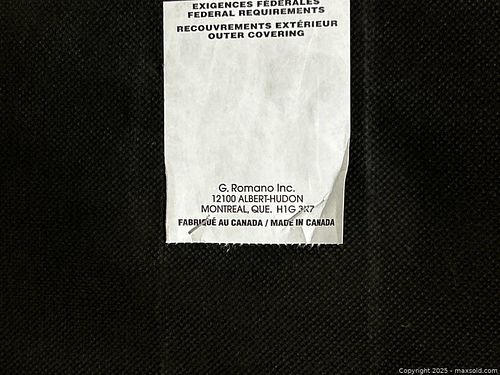 EXIGENCES FÉDÉRALES
FEDERAL REQUIREMENTS
RECOUVREMENTS EXTÉRIEUR
OUTER COVERING
G. Romano Inc.
12100 ALBERT-HUDON
MONTREAL, QUE. H1G 3K7
FABRIQUÉ AU CANADA / MADE IN CANADA
Copyright 2025 - maxsold.com